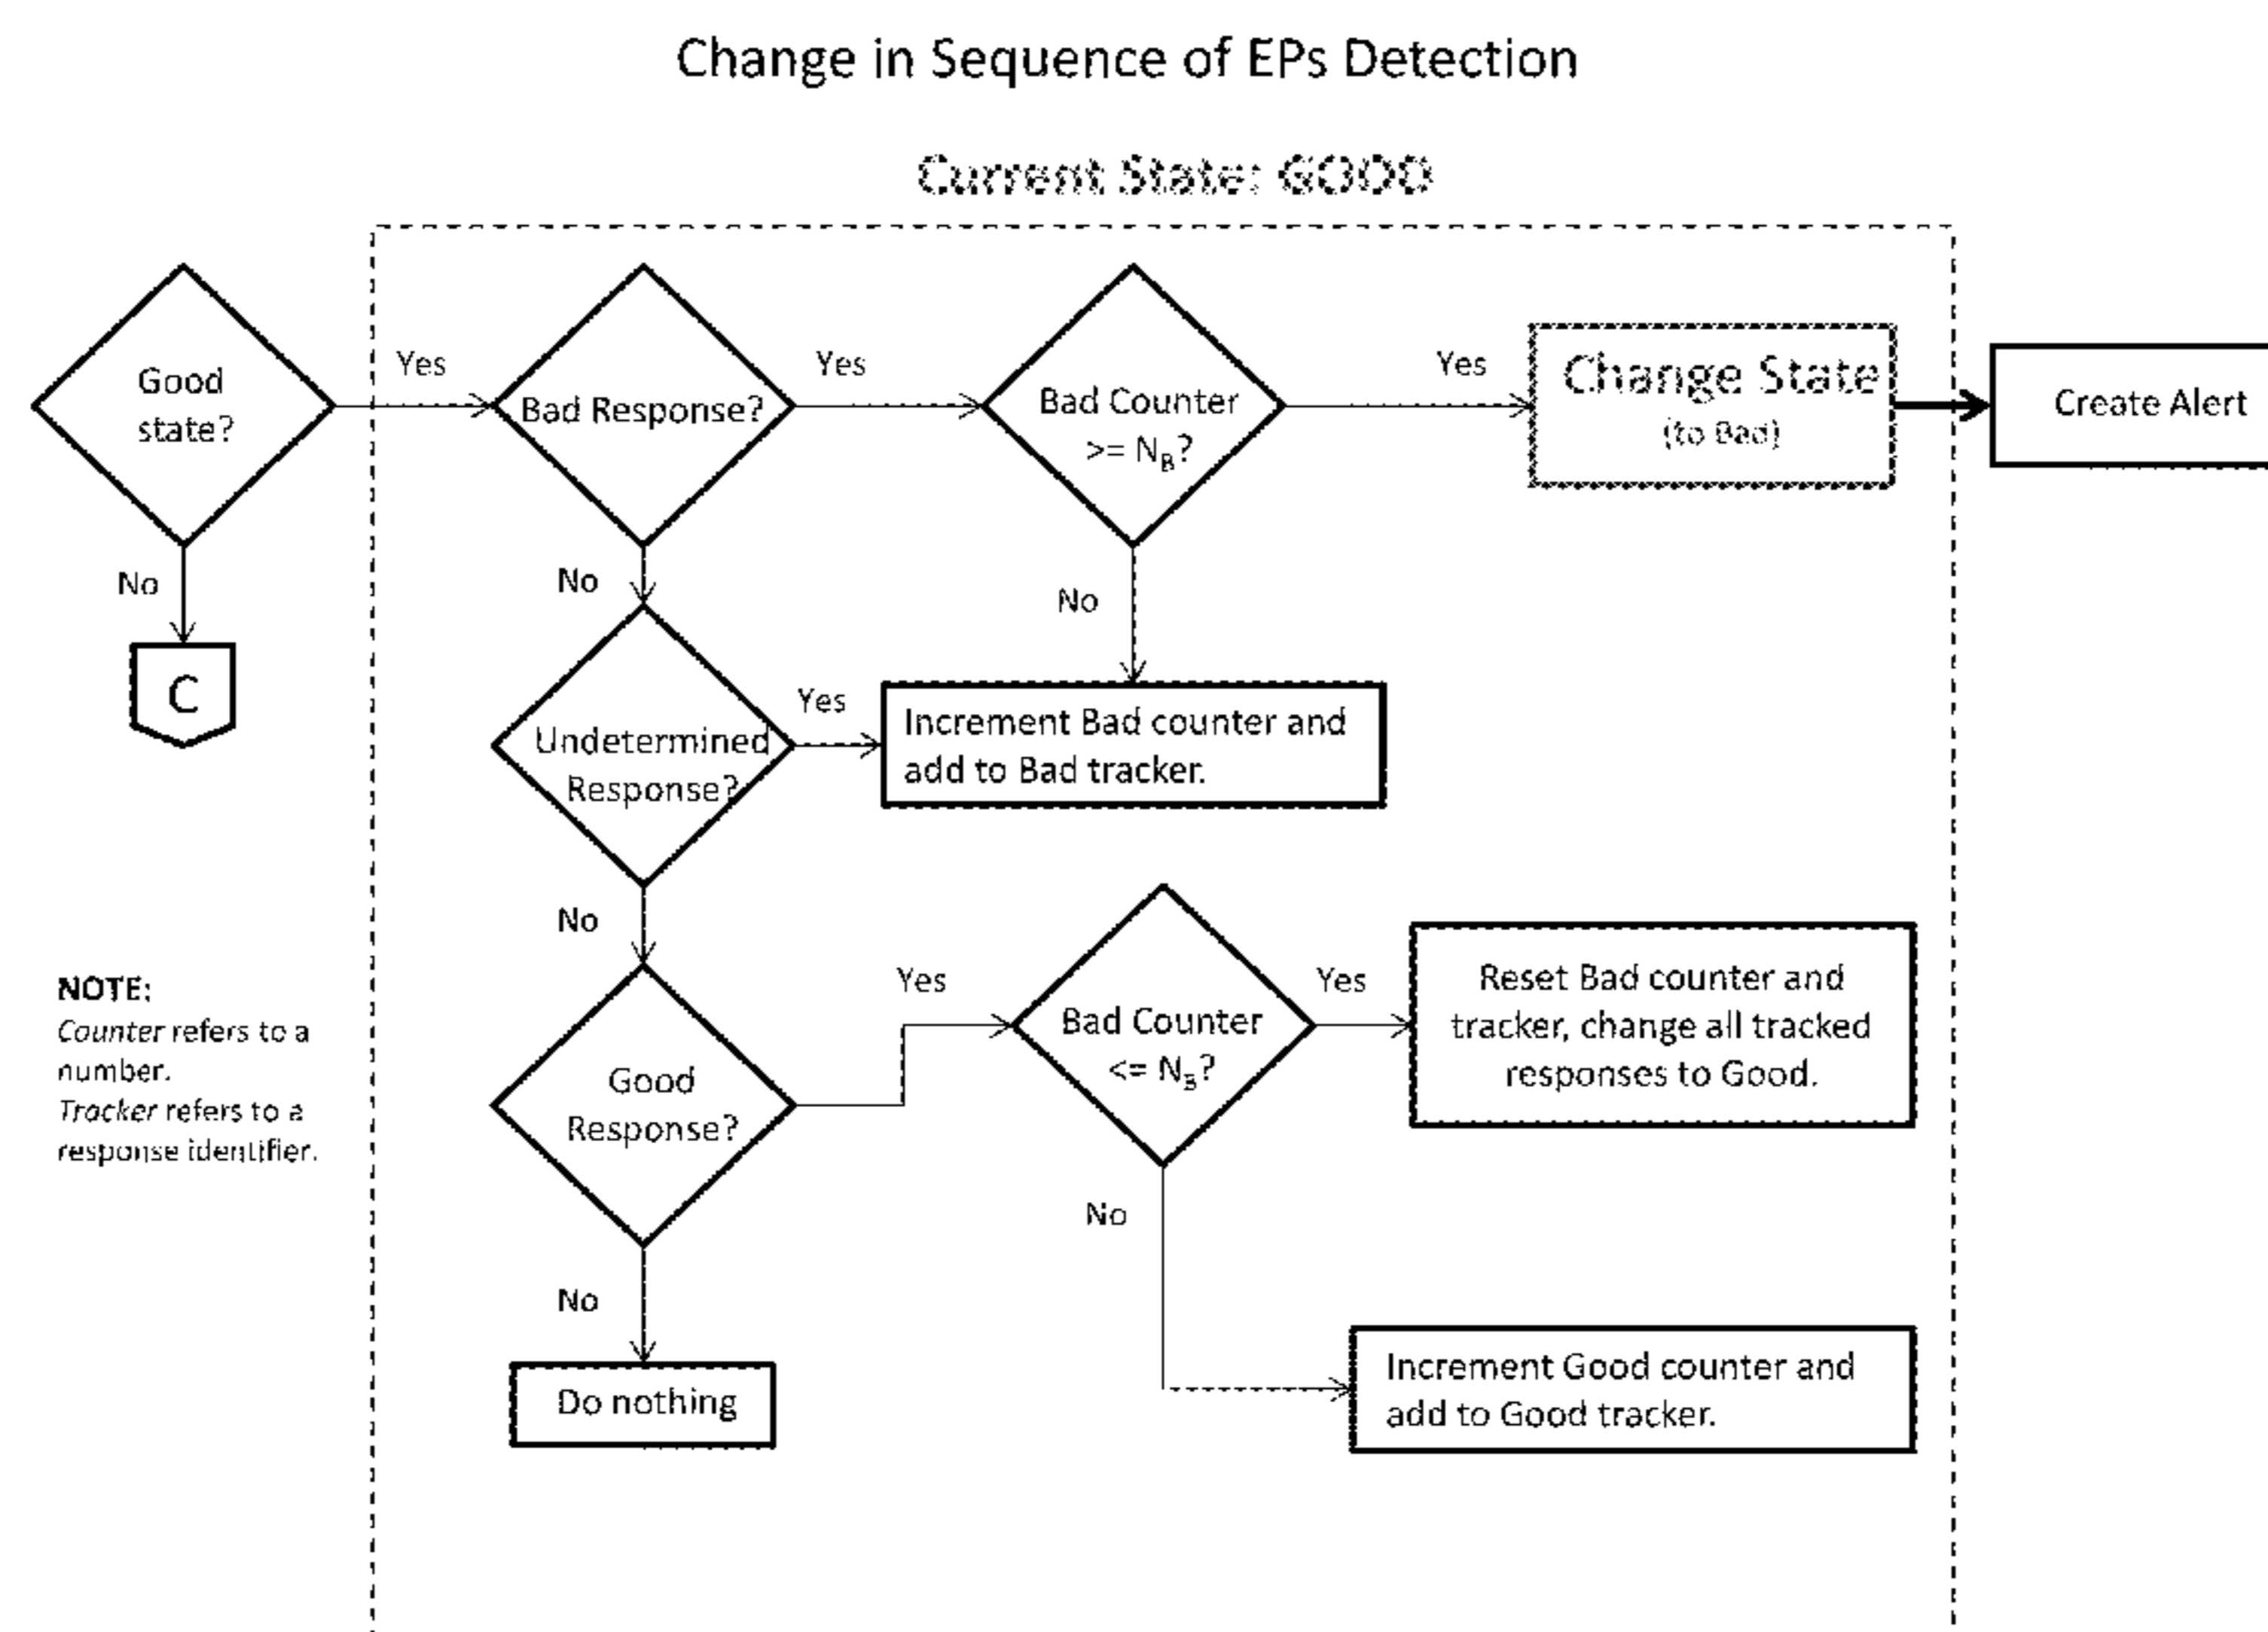 Change in Sequence of EPs Detection
Current State: GOOD
Good
state?
Yes
Bad Response?
Yes
Bad Counter
>= N_B?
Yes
Change State
(to Bad)
Create Alert
No
C
No
No
Undetermined
Response?
Yes
Increment Bad counter and
add to Bad tracker.
No
NOTE:
Counter refers to a
number.
Tracker refers to a
response identifier.
Good
Response?
Yes
Bad Counter
<= N_B?
Yes
Reset Bad counter and
tracker, change all tracked
responses to Good.
No
No
Do nothing
Increment Good counter and
add to Good tracker.